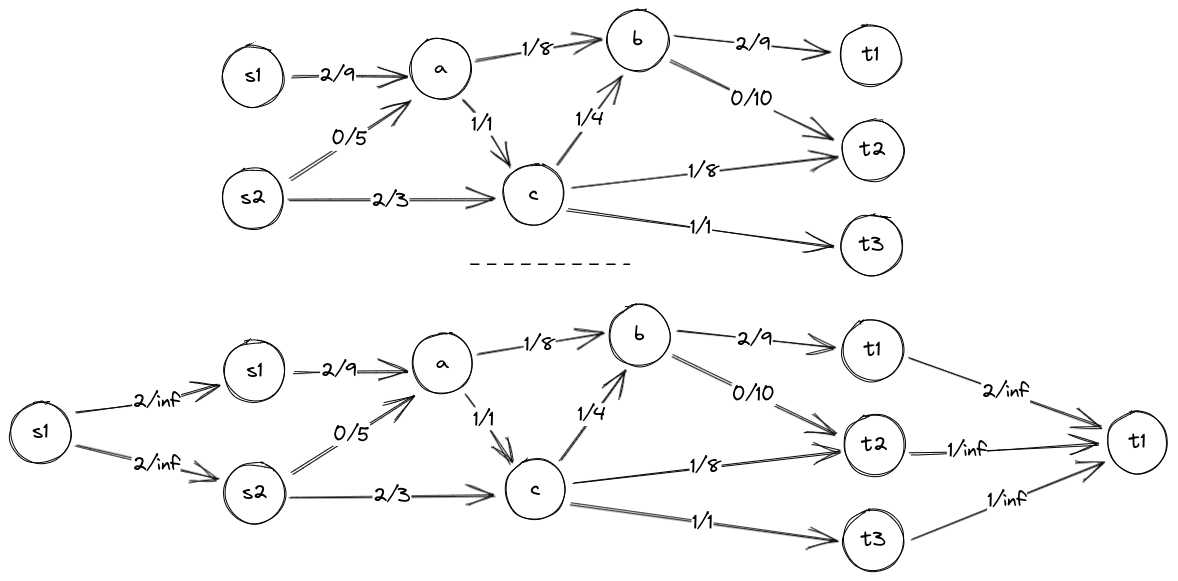 b
1/8
2/9
t1
s1
2/9
a
0/10
1/1
1/4
0/5
t2
1/8
s2
2/3
c
1/1
t3
b
1/8
2/9
t1
s1
2/9
a
2/inf
0/10
2/inf
1/1
1/4
0/5
s1
t2
1/inf
t1
2/inf
1/8
s2
2/3
c
1/inf
1/1
t3